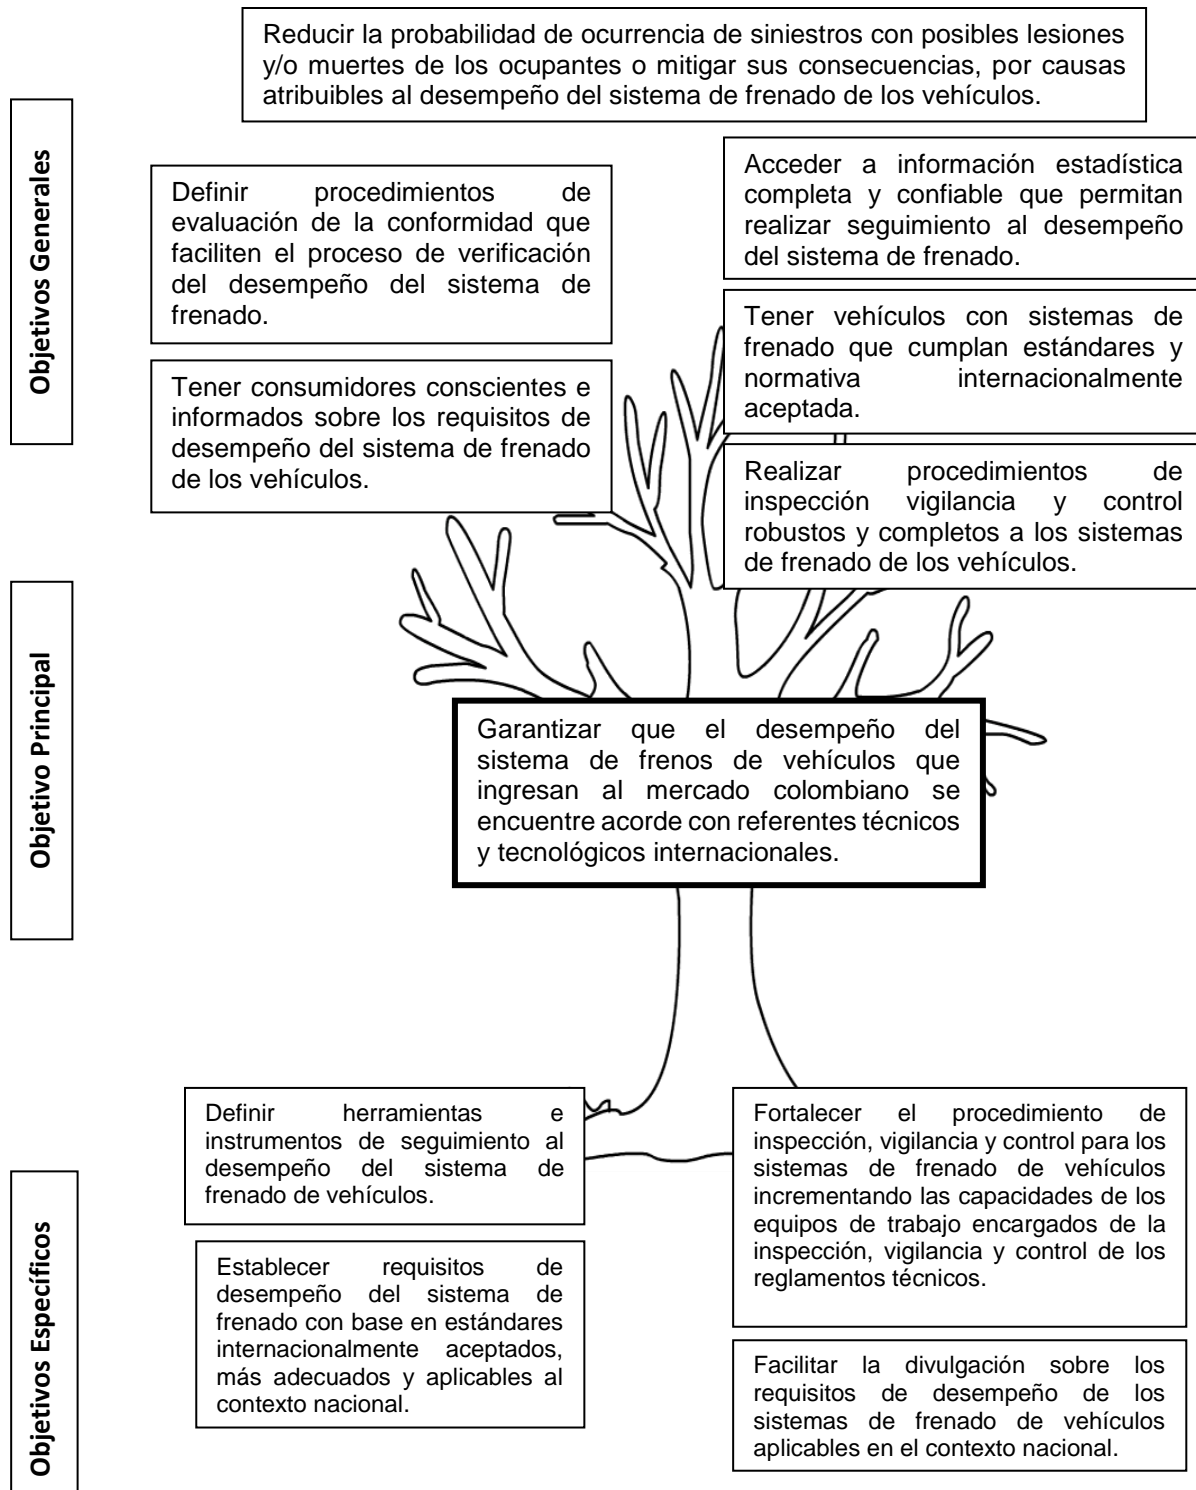 Reducir la probabilidad de ocurrencia de siniestros con posibles lesiones
y/o muertes de los ocupantes o mitigar sus consecuencias, por causas
atribuibles al desempeño del sistema de frenado de los vehículos.
Objetivos Generales
Definir procedimientos de
evaluación de la conformidad que
faciliten el proceso de verificación
del desempeño del sistema de
frenado.
Tener consumidores conscientes e
informados sobre los requisitos de
desempeño del sistema de frenado
de los vehículos.
Acceder a información estadística
completa y confiable que permitan
realizar seguimiento al desempeño
del sistema de frenado.
Tener vehículos con sistemas de
frenado que cumplan estándares y
normativa internacionalmente
aceptada.
Realizar procedimientos de
inspección vigilancia y control
robustos y completos a los sistemas
de frenado de los vehículos.
Objetivo Principal
Garantizar que el desempeño del
sistema de frenos de vehículos que
ingresan al mercado colombiano se
encuentre acorde con referentes técnicos
y tecnológicos internacionales.
Objetivos Específicos
Definir herramientas e
instrumentos de seguimiento al
desempeño del sistema de
frenado de vehículos.
Establecer requisitos de
desempeño del sistema de
frenado con base en estándares
internacionalmente aceptados,
más adecuados y aplicables al
contexto nacional.
Fortalecer el procedimiento de
inspección, vigilancia y control para los
sistemas de frenado de vehículos
incrementando las capacidades de los
equipos de trabajo encargados de la
inspección, vigilancia y control de los
reglamentos técnicos.
Facilitar la divulgación sobre los
requisitos de desempeño de los
sistemas de frenado de vehículos
aplicables en el contexto nacional.